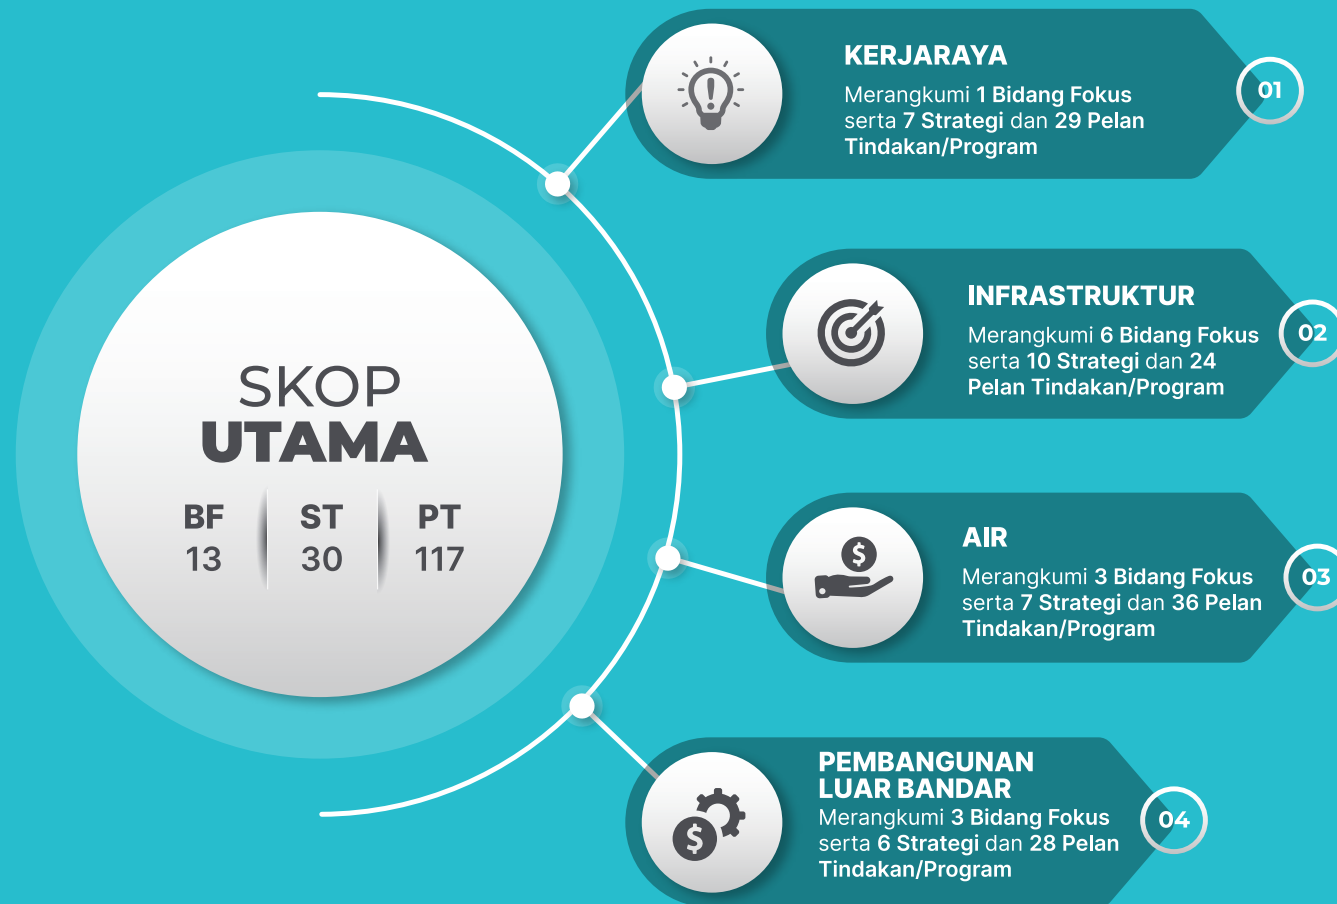 SKOP
UTAMA
BF
13
ST
30
PT
117
KERJARAYA
Merangkumi 1 Bidang Fokus
serta 7 Strategi dan 29 Pelan
Tindakan/Program
01
INFRASTRUKTUR
Merangkumi 6 Bidang Fokus
serta 10 Strategi dan 24
Pelan Tindakan/Program
02
AIR
Merangkumi 3 Bidang Fokus
serta 7 Strategi dan 36 Pelan
Tindakan/Program
03
PEMBANGUNAN
LUAR BANDAR
Merangkumi 3 Bidang Fokus
serta 6 Strategi dan 28 Pelan
Tindakan/Program
04